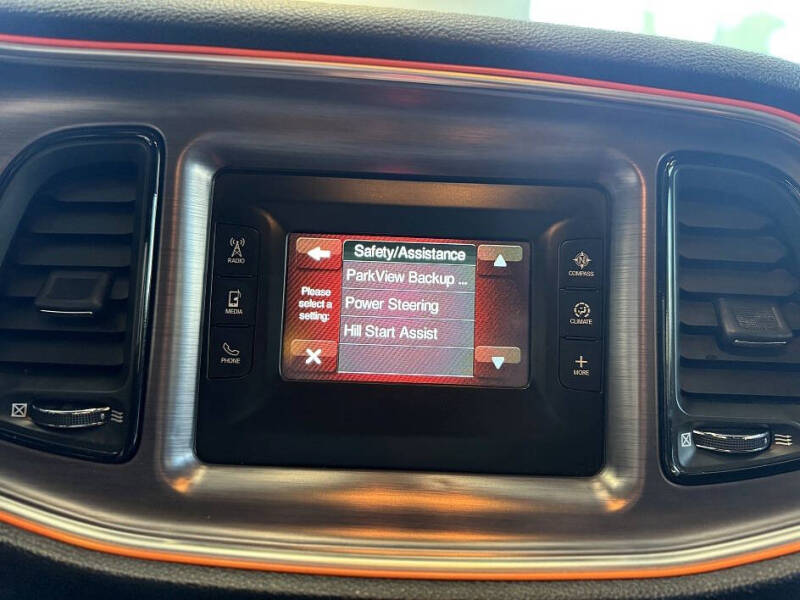 RADIO
MEDIA
PHONE
Safety/Assistance
ParkView Backup ...
Please
select a
setting:
Power Steering
Hill Start Assist
N
COMPASS
CLIMATE
MORE